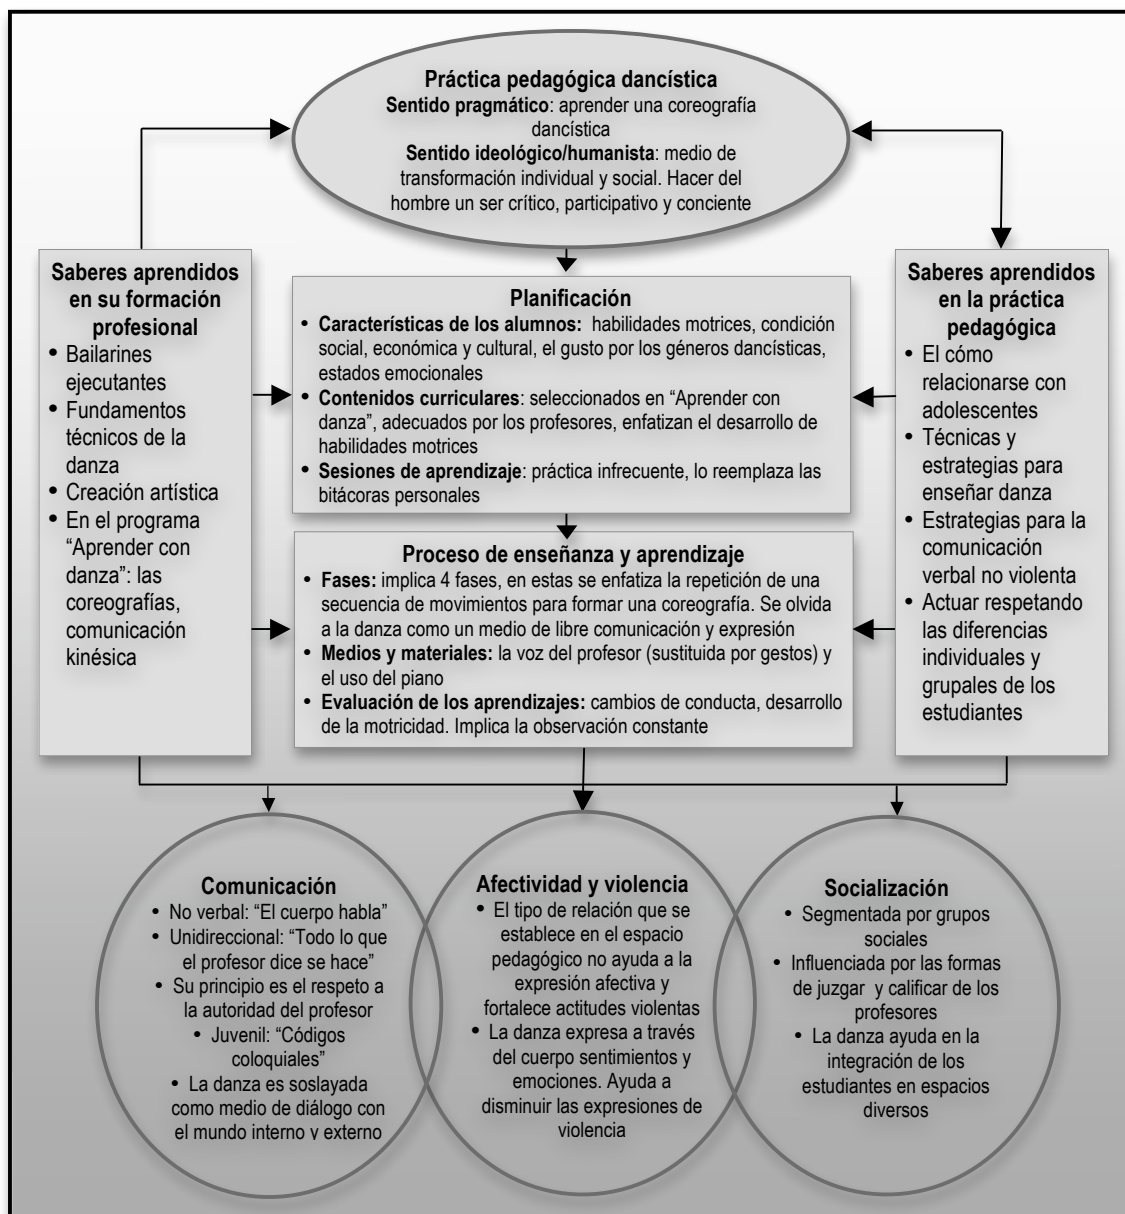 Práctica pedagógica dancística
Sentido pragmático: aprender una coreografía
dancística
Sentido ideológico/humanista: medio de
transformación individual y social. Hacer del
hombre un ser crítico, participativo y conciente
Saberes aprendidos
en su formación
profesional
• Bailarines
ejecutantes
• Fundamentos
técnicos de la
danza
• Creación artística
• En el programa
“Aprender con
danza”: las
coreografías,
comunicación
kinésica
Planificación
• Características de los alumnos: habilidades motrices, condición
social, económica y cultural, el gusto por los géneros dancísticas,
estados emocionales
• Contenidos curriculares: seleccionados en “Aprender con
danza”, adecuados por los profesores, enfatizan el desarrollo de
habilidades motrices
• Sesiones de aprendizaje: práctica infrecuente, lo reemplaza las
bitácoras personales
Proceso de enseñanza y aprendizaje
• Fases: implica 4 fases, en estas se enfatiza la repetición de una
secuencia de movimientos para formar una coreografía. Se olvida
a la danza como un medio de libre comunicación y expresión
• Medios y materiales: la voz del profesor (sustituida por gestos) y
el uso del piano
• Evaluación de los aprendizajes: cambios de conducta, desarrollo
de la motricidad. Implica la observación constante
Saberes aprendidos
en la práctica
pedagógica
• El cómo
relacionarse con
adolescentes
• Técnicas y
estrategias para
enseñar danza
• Estrategias para la
comunicación
verbal no violenta
• Actuar respetando
las diferencias
individuales y
grupales de los
estudiantes
Comunicación
• No verbal: “El cuerpo habla”
• Unidireccional: “Todo lo que
el profesor dice se hace”
• Su principio es el respeto a
la autoridad del profesor
• Juvenil: “Códigos
coloquiales”
• La danza es soslayada
como medio de diálogo con
el mundo interno y externo
Afectividad y violencia
• El tipo de relación que se
establece en el espacio
pedagógico no ayuda a la
expresión afectiva y
fortalece actitudes violentas
• La danza expresa a través
del cuerpo sentimientos y
emociones. Ayuda a
disminuir las expresiones de
violencia
Socialización
• Segmentada por grupos
sociales
• Influenciada por las formas
de juzgar y calificar de los
profesores
• La danza ayuda en la
integración de los
estudiantes en espacios
diversos